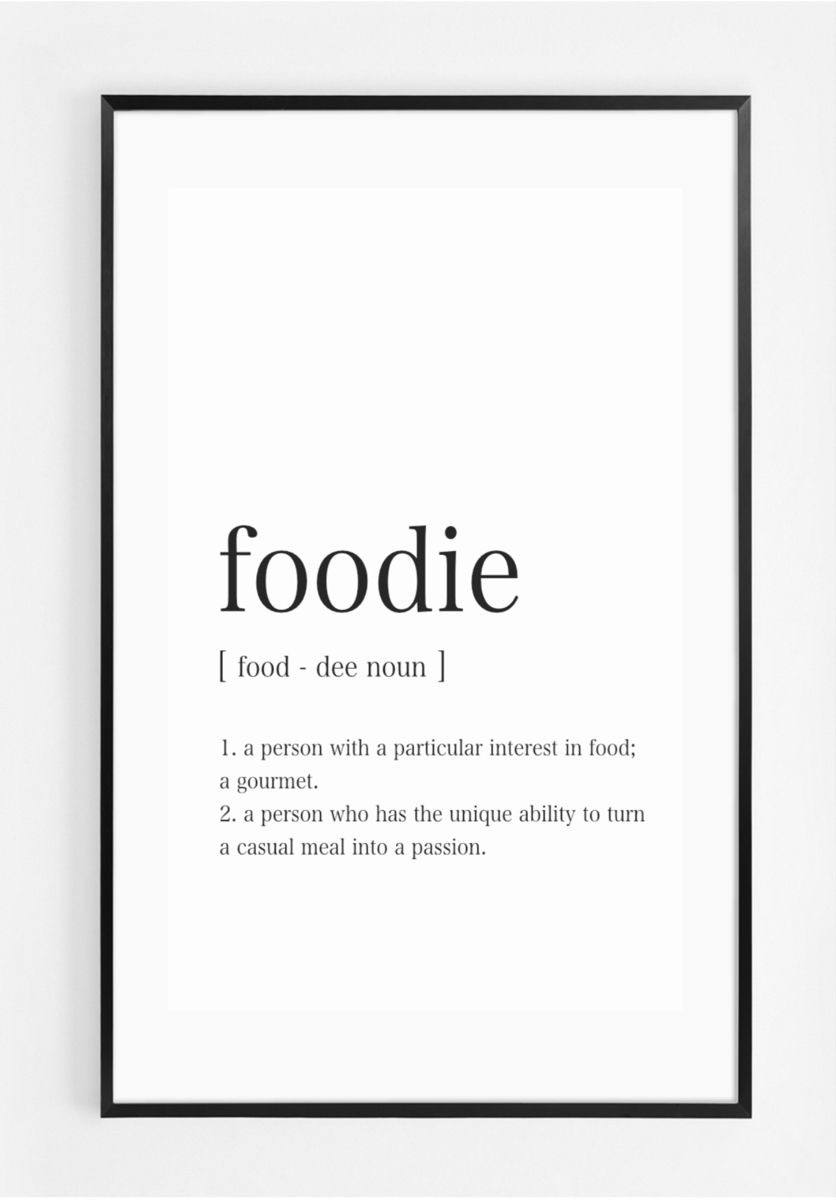 foodie
[ food - dee noun ]
1. a person with a particular interest in food;
a gourmet.
2. a person who has the unique ability to turn
a casual meal into a passion.